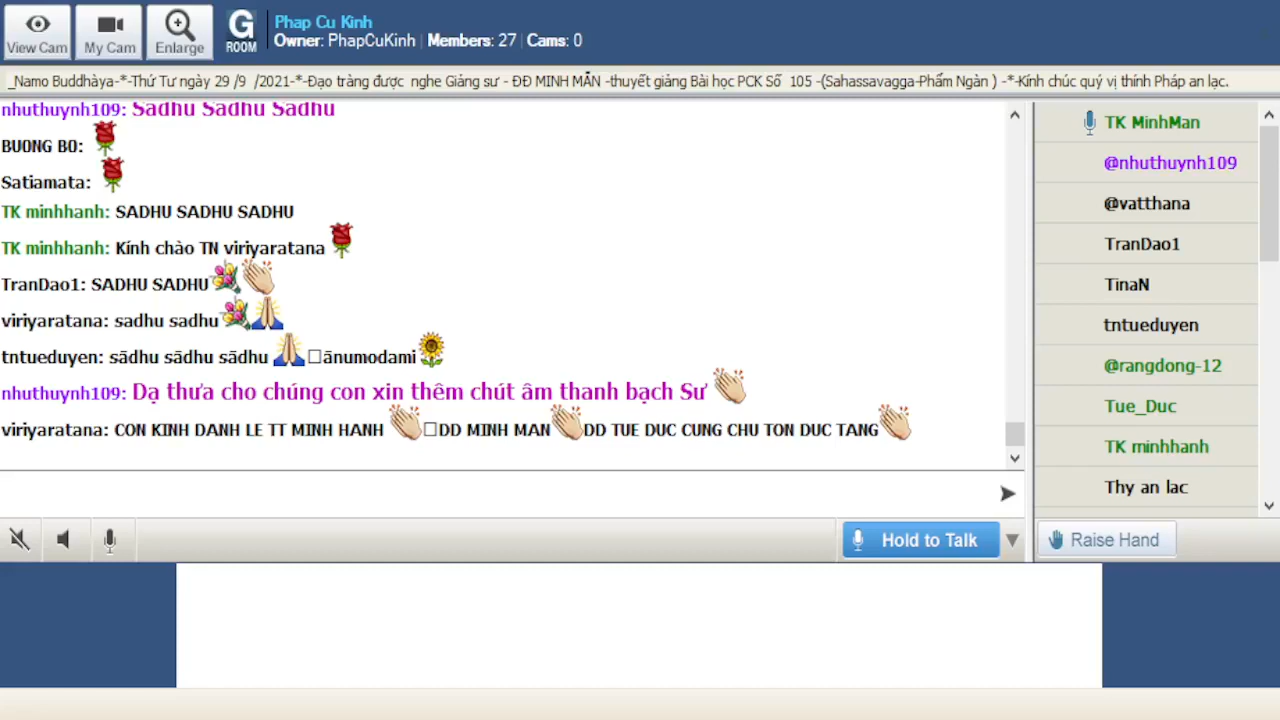 View Cam
My Cam
Enlarge
G
ROOM
Phap Cu Kinh
Owner: PhapCuKinh | Members: 27 | Cams: 0
_Namo Buddhàya-*-Thứ Tư ngày 29 /9 /2021-*-Đạo tràng được nghe Giảng sư - ĐĐ MINH MẪN -thuyết giảng Bài học PCK Số 105 -(Sahassavagga-Phẩm Ngàn ) -*-Kính chúc quý vị thính Pháp an lạc.
nhuthuynh109: Sadhu Sadhu Sadhu
BUONG BO:
Satiamata:
TK minhhanh: SADHU SADHU SADHU
TK minhhanh: Kính chào TN viriyaratana
TranDao1: SADHU SADHU
viriyaratana: sadhu sadhu
tntueduyen: sādhu sādhu sādhu ānumodami
nhuthuynh109: Dạ thưa cho chúng con xin thêm chút âm thanh bạch Sư
viriyaratana: CON KINH DANH LE TT MINH HANH DD MINH MAN DD TUE DUC CUNG CHU TON DUC TANG
TK MinhMan
@nhuthuynh109
@vatthana
TranDao1
TinaN
tntueduyen
@rangdong-12
Tue_Duc
TK minhhanh
Thy an lac
Hold to Talk
Raise Hand